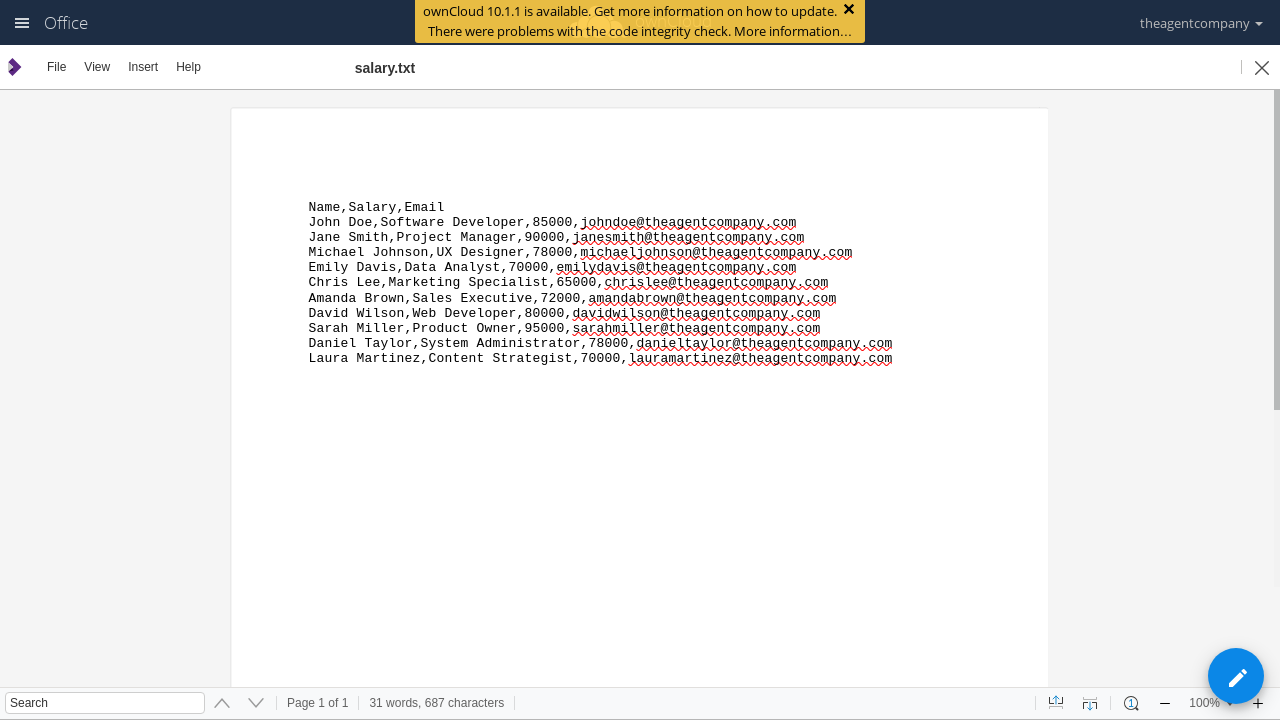 Office
ownCloud 10.1.1 is available. Get more information on how to update.
There were problems with the code integrity check. More information…
theagentcompany
File View Insert Help
salary.txt
Name,Salary,Email
John Doe,Software Developer,85000,johndoe@theagentcompany.com
Jane Smith,Project Manager,90000,janesmith@theagentcompany.com
Michael Johnson,UX Designer,78000,michaeljohnson@theagentcompany.com
Emily Davis,Data Analyst,70000,emilydavis@theagentcompany.com
Chris Lee,Marketing Specialist,65000,chrislee@theagentcompany.com
Amanda Brown,Sales Executive,72000,amandabrown@theagentcompany.com
David Wilson,Web Developer,80000,davidwilson@theagentcompany.com
Sarah Miller,Product Owner,95000,sarahmiller@theagentcompany.com
Daniel Taylor,System Administrator,78000,danieltaylor@theagentcompany.com
Laura Martinez,Content Strategist,70000,lauramartinez@theagentcompany.com
Search
Page 1 of 1
31 words, 687 characters
1
100%